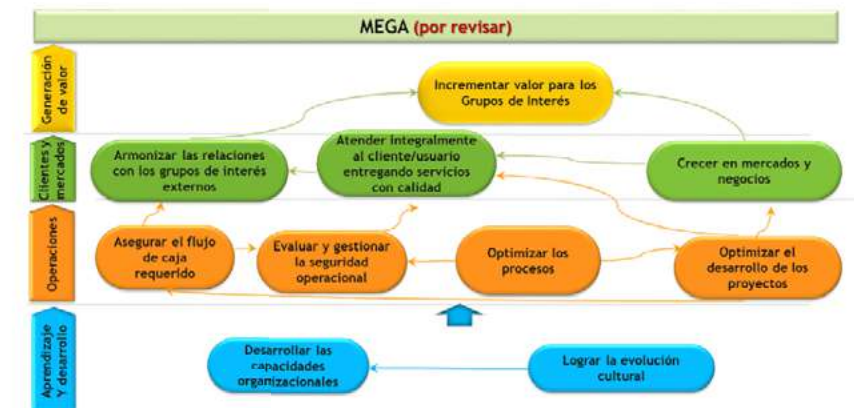 MEGA (por revisar)
Generación
de valor
Incrementar valor para los
Grupos de Interés
Clientes y
mercados
Armonizar las relaciones
con los grupos de interés
externos
Atender Integralmente
al cliente/usuario
entregando servicios
con calidad
Crecer en mercados y
negocios
Operaciones
Asegurar el flujo
de caja
requerido
Evaluar y gestionar
la seguridad
operacional
Optimizar los
procesos
Optimizar el
desarrollo de los
proyectos
Aprendizaje
Y desarrollo
Desarrollar las
capacidades
organizacionales
Lograr la evolución
cultural